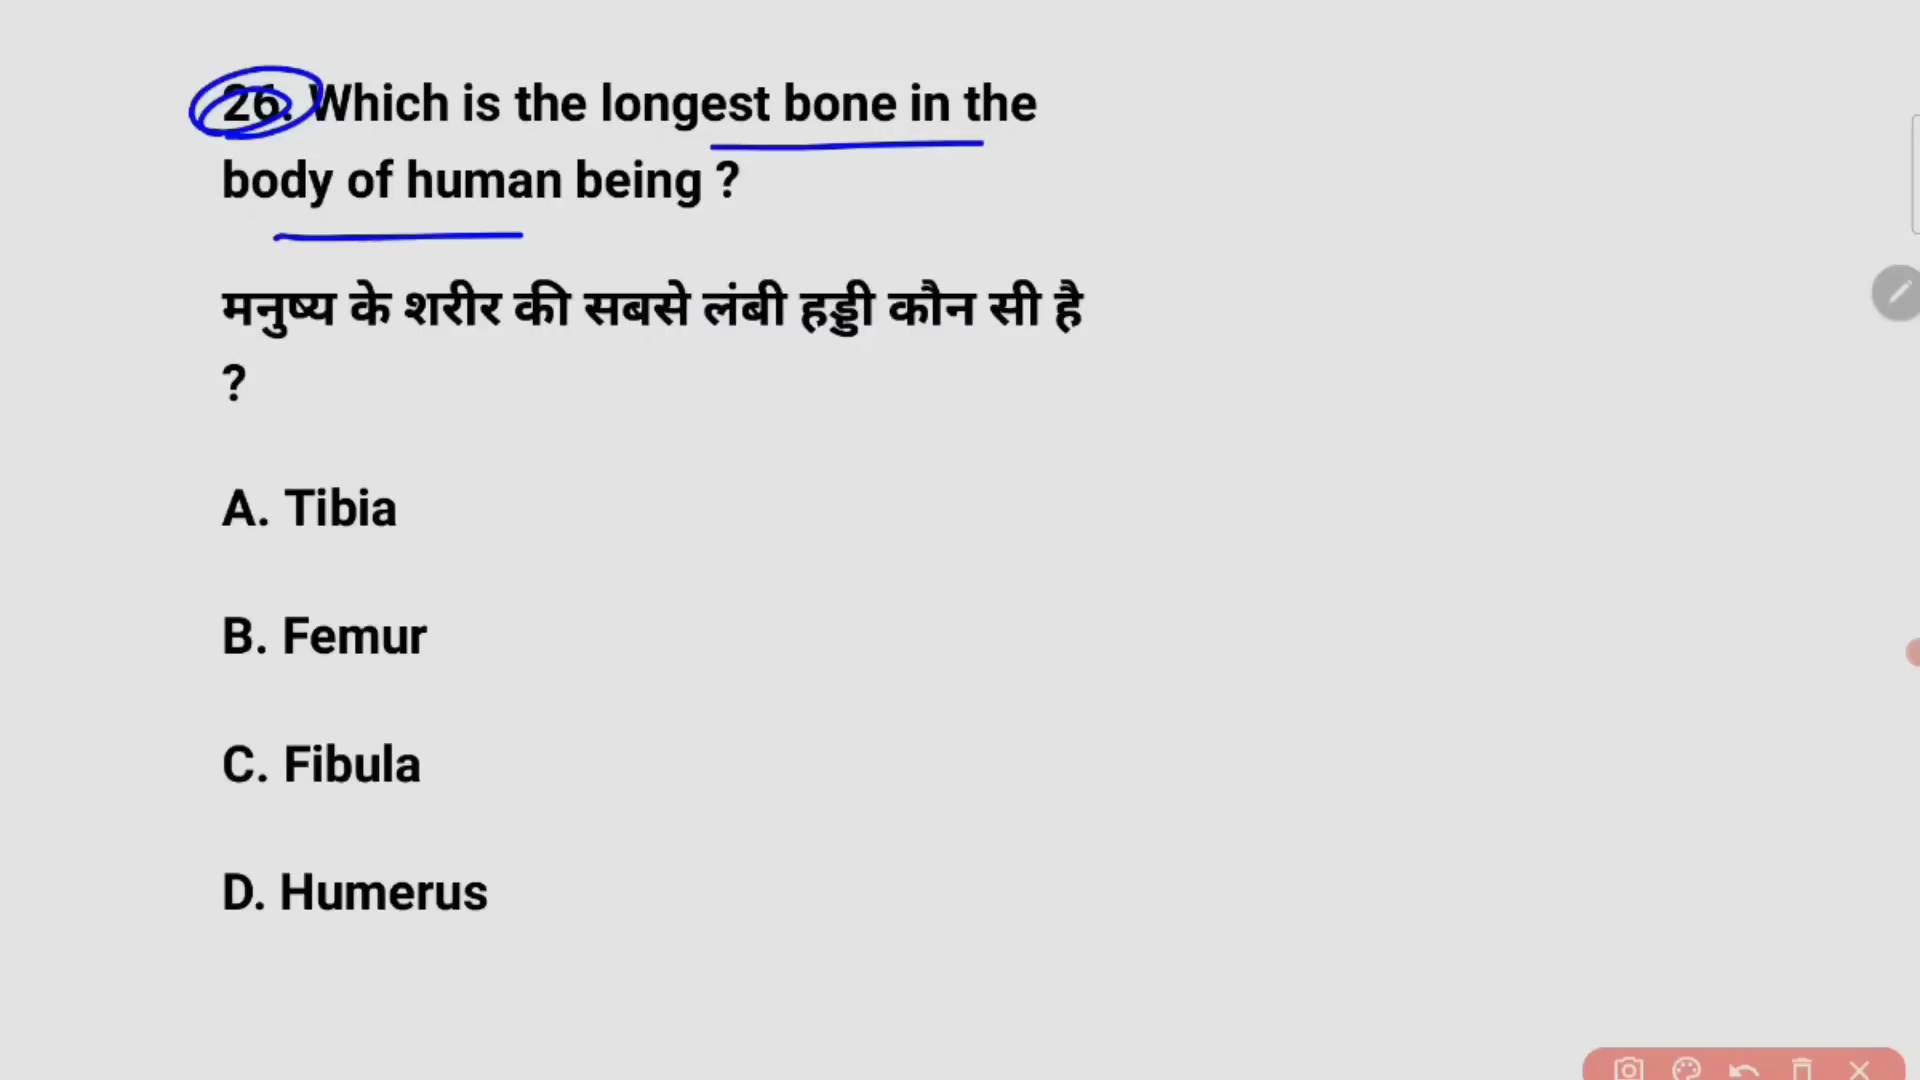 26. Which is the longest bone in the
body of human being ?
मनुष्य के शरीर की सबसे लंबी हड्डी कौन सी है
?
A. Tibia
B. Femur
C. Fibula
D. Humerus